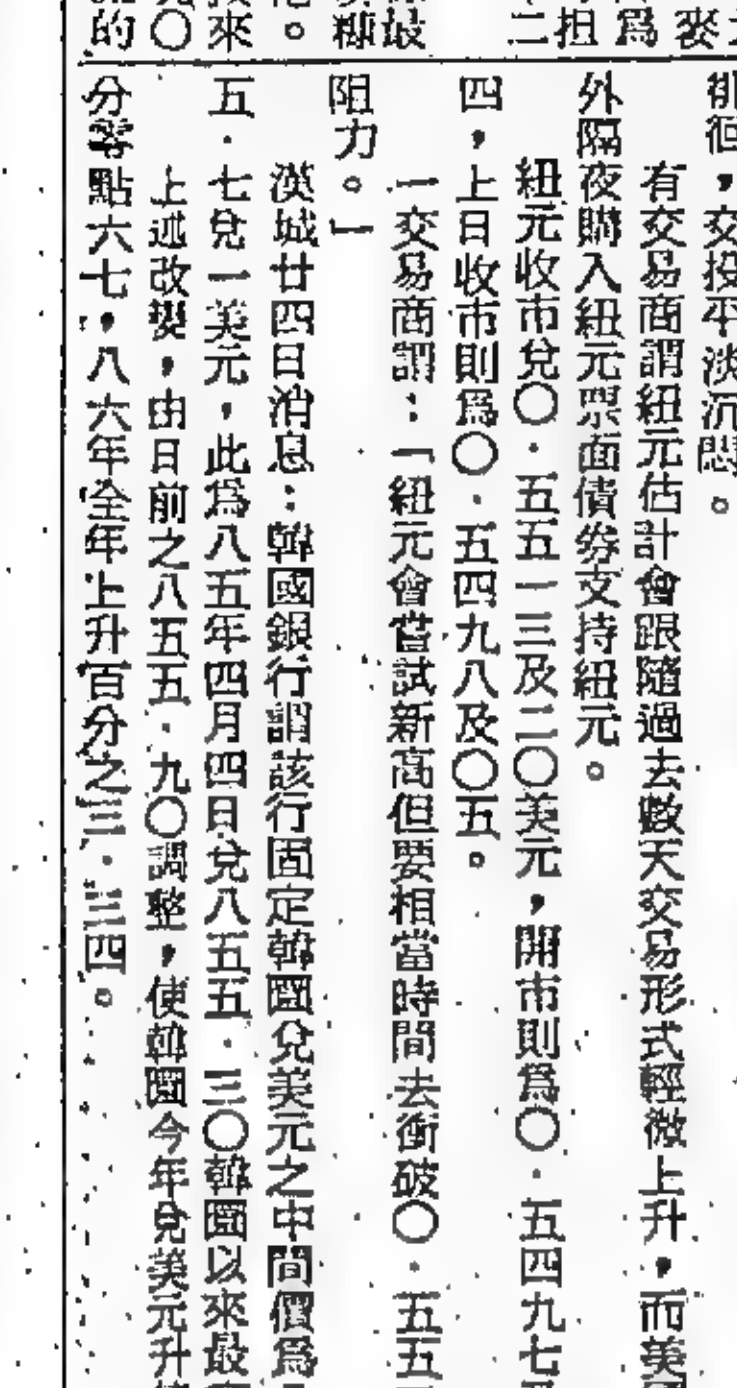 麥
為
担
二
最
糖
。
來
〇
的
徘徊，交投平淡沉悶。
有交易商謂紐元估計會跟隨過去數天交易形式輕微上升，而美
外隔夜購入紐元票面債券支持紐元。
紐元收市兌〇．五五一三及二〇美元，開市則為〇．五四九七
四，上日收市則為〇．五四九八及〇五。
一交易商謂：「紐元會嘗試新高但要相當時間去衝破〇．五五
阻力。」
漢城廿四日消息：韓國銀行謂該行固定韓圜兌美元之中間價為
五．七兌一美元，此為八五年四月四日兌八五五．三〇韓圜以來最
上述改變，由日前之八五五．九〇調整，使韓圜今年兌美元升
分零點六七，八六年全年上升百分之三．三四。